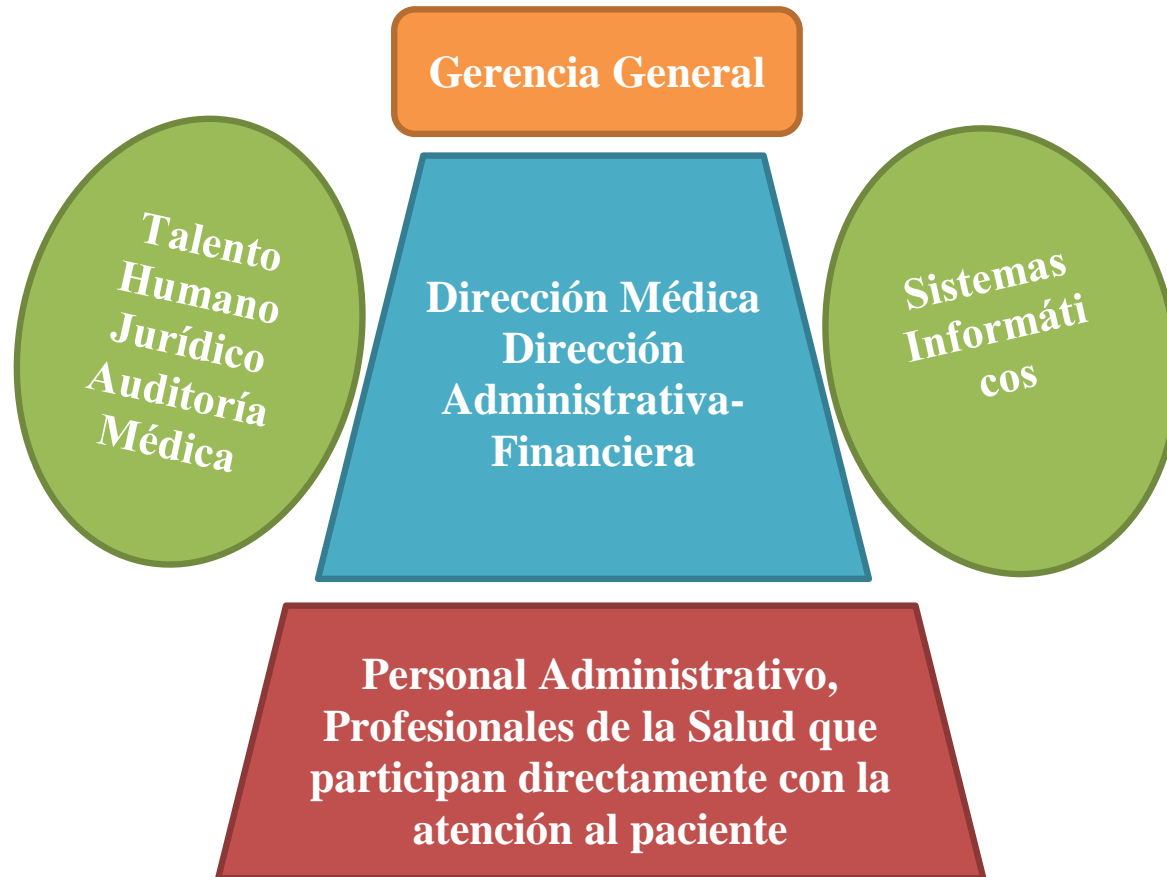 Gerencia General
Talento
Humano
Jurídico
Auditoría
Médica
Dirección Médica
Dirección
Administrativa-
Financiera
Sistemas
Informáti
cos
Personal Administrativo,
Profesionales de la Salud que
participan directamente con la
atención al paciente